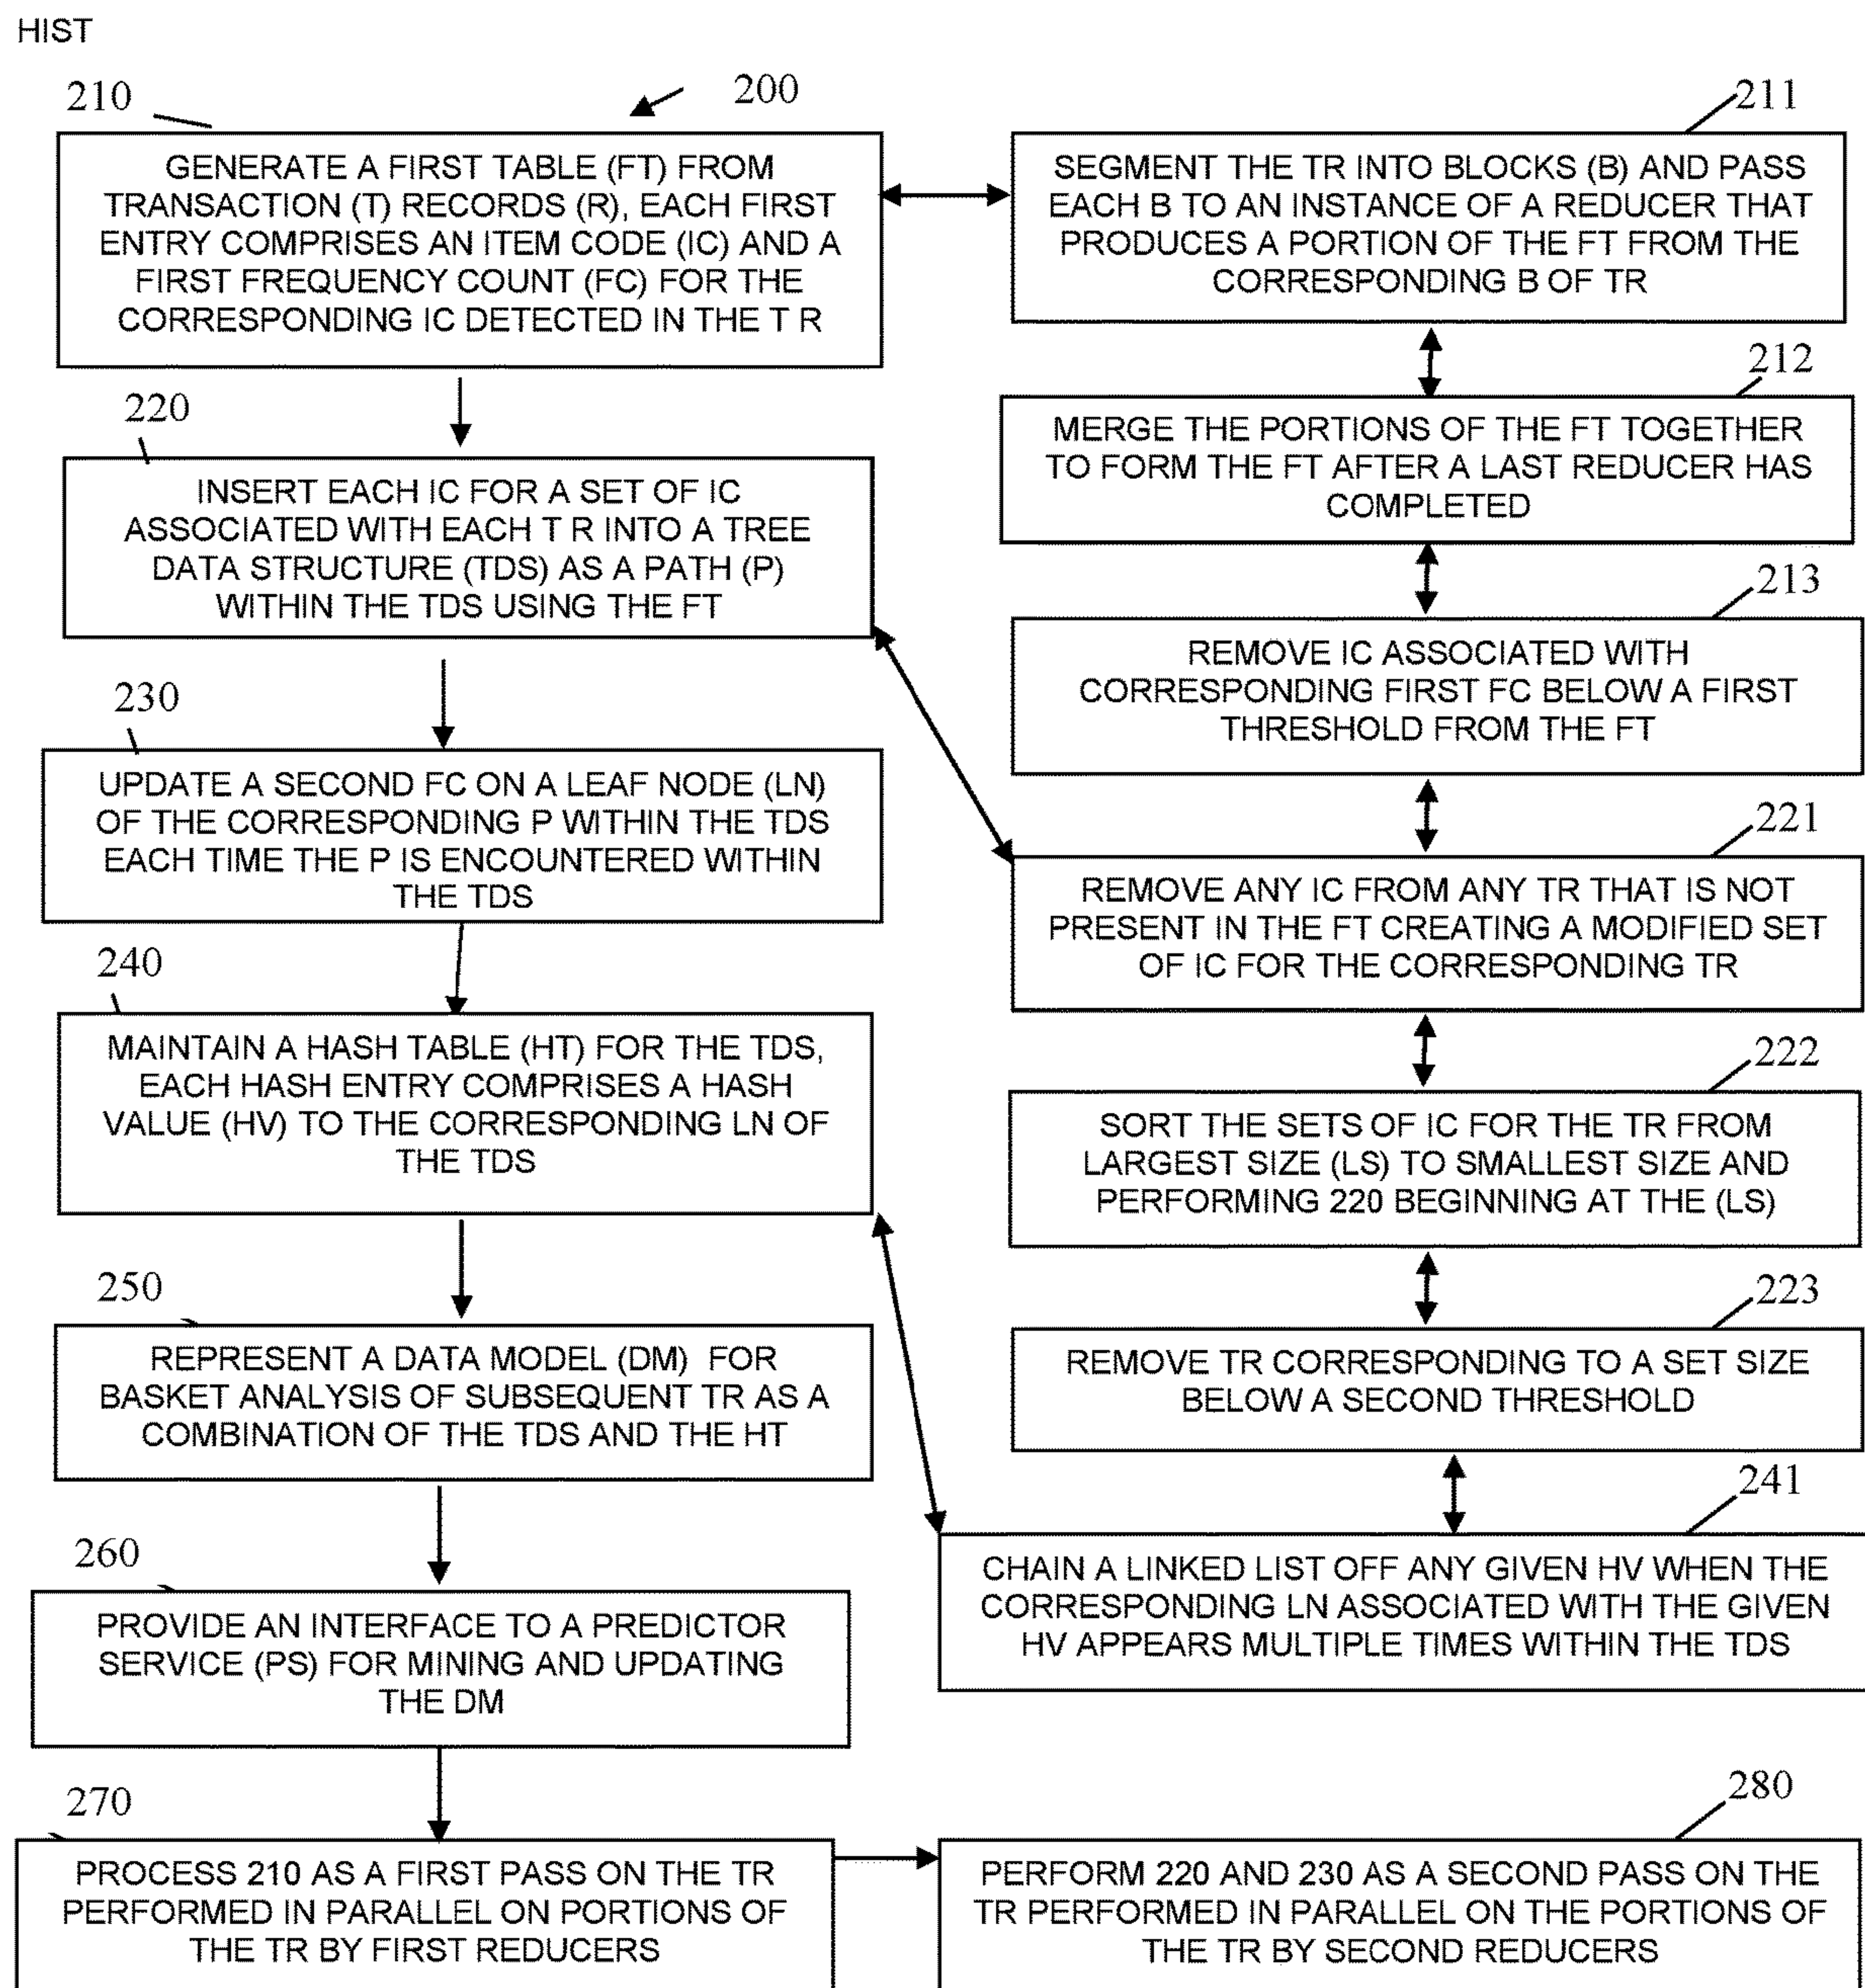 HIST
200
210
GENERATE A FIRST TABLE (FT) FROM
TRANSACTION (T) RECORDS (R), EACH FIRST
ENTRY COMPRISES AN ITEM CODE (IC) AND A
FIRST FREQUENCY COUNT (FC) FOR THE
CORRESPONDING IC DETECTED IN THE T R
211
SEGMENT THE TR INTO BLOCKS (B) AND PASS
EACH B TO AN INSTANCE OF A REDUCER THAT
PRODUCES A PORTION OF THE FT FROM THE
CORRESPONDING B OF TR
212
MERGE THE PORTIONS OF THE FT TOGETHER
TO FORM THE FT AFTER A LAST REDUCER HAS
COMPLETED
213
REMOVE IC ASSOCIATED WITH
CORRESPONDING FIRST FC BELOW A FIRST
THRESHOLD FROM THE FT
220
INSERT EACH IC FOR A SET OF IC
ASSOCIATED WITH EACH T R INTO A TREE
DATA STRUCTURE (TDS) AS A PATH (P)
WITHIN THE TDS USING THE FT
221
REMOVE ANY IC FROM ANY TR THAT IS NOT
PRESENT IN THE FT CREATING A MODIFIED SET
OF IC FOR THE CORRESPONDING TR
222
SORT THE SETS OF IC FOR THE TR FROM
LARGEST SIZE (LS) TO SMALLEST SIZE AND
PERFORMING 220 BEGINNING AT THE (LS)
223
REMOVE TR CORRESPONDING TO A SET SIZE
BELOW A SECOND THRESHOLD
230
UPDATE A SECOND FC ON A LEAF NODE (LN)
OF THE CORRESPONDING P WITHIN THE TDS
EACH TIME THE P IS ENCOUNTERED WITHIN
THE TDS
240
MAINTAIN A HASH TABLE (HT) FOR THE TDS,
EACH HASH ENTRY COMPRISES A HASH
VALUE (HV) TO THE CORRESPONDING LN OF
THE TDS
241
CHAIN A LINKED LIST OFF ANY GIVEN HV WHEN THE
CORRESPONDING LN ASSOCIATED WITH THE GIVEN
HV APPEARS MULTIPLE TIMES WITHIN THE TDS
250
REPRESENT A DATA MODEL (DM) FOR
BASKET ANALYSIS OF SUBSEQUENT TR AS A
COMBINATION OF THE TDS AND THE HT
260
PROVIDE AN INTERFACE TO A PREDICTOR
SERVICE (PS) FOR MINING AND UPDATING
THE DM
270
PROCESS 210 AS A FIRST PASS ON THE TR
PERFORMED IN PARALLEL ON PORTIONS OF
THE TR BY FIRST REDUCERS
280
PERFORM 220 AND 230 AS A SECOND PASS ON THE
TR PERFORMED IN PARALLEL ON THE PORTIONS OF
THE TR BY SECOND REDUCERS